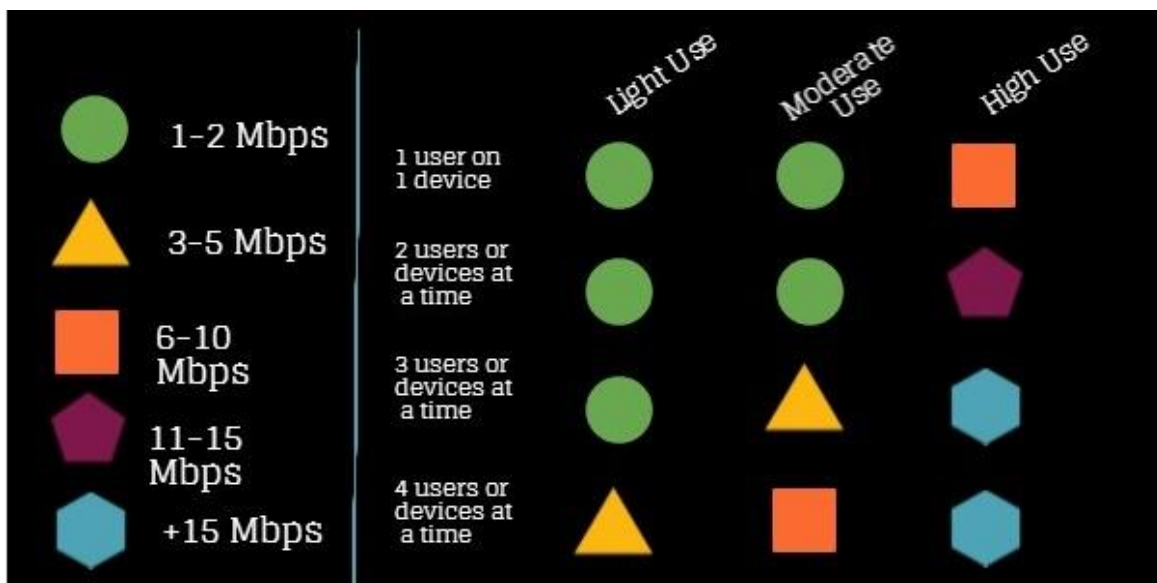 1-2 Mbps
3-5 Mbps
6-10
Mbps
11-15
Mbps
+15 Mbps
Light Use
Moderate
Use
High Use
1 user on
1 device
2 users or
devices at
a time
3 users or
devices at
a time
4 users or
devices at
a time